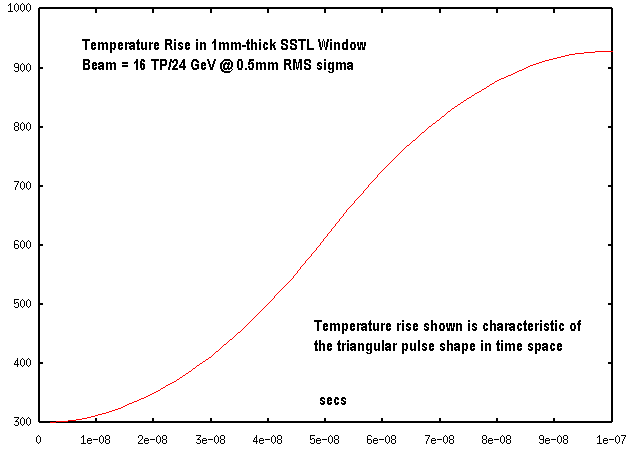 1000
Temperature Rise in 1mm-thick SSTL Window
Beam = 16 TP/24 GeV @ 0.5mm RMS sigma
900
800
700
600
500
Temperature rise shown is characteristic of
the triangular pulse shape in time space
400
secs
300
0 1e-08 2e-08 3e-08 4e-08 5e-08 6e-08 7e-08 8e-08 9e-08 1e-07